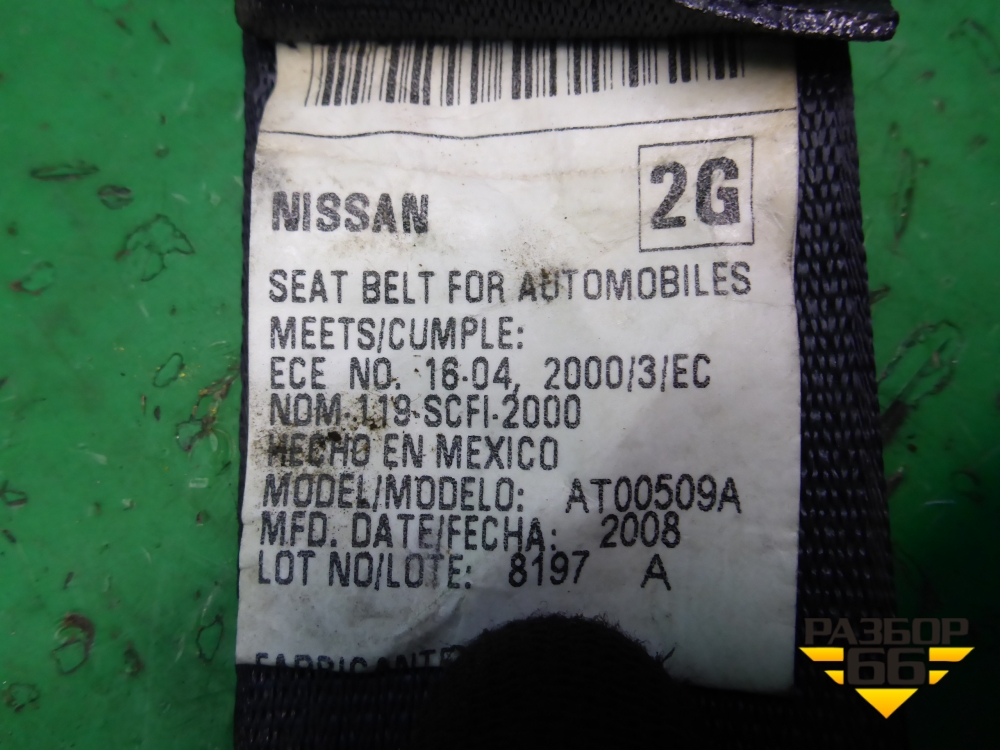 2G
NISSAN
SEAT BELT FOR AUTOMOBILES
MEETS/CUMPLE:
ECE NO. 16-04, 2000/3/EC
NOM-119-SCFI-2000
HECHO EN MEXICO
MODEL/MODELO: AT00509A
MFD. DATE/FECHA: 2008
LOT NO/LOTE: 8197 A
FABRICANTE
РАЗБОР
66